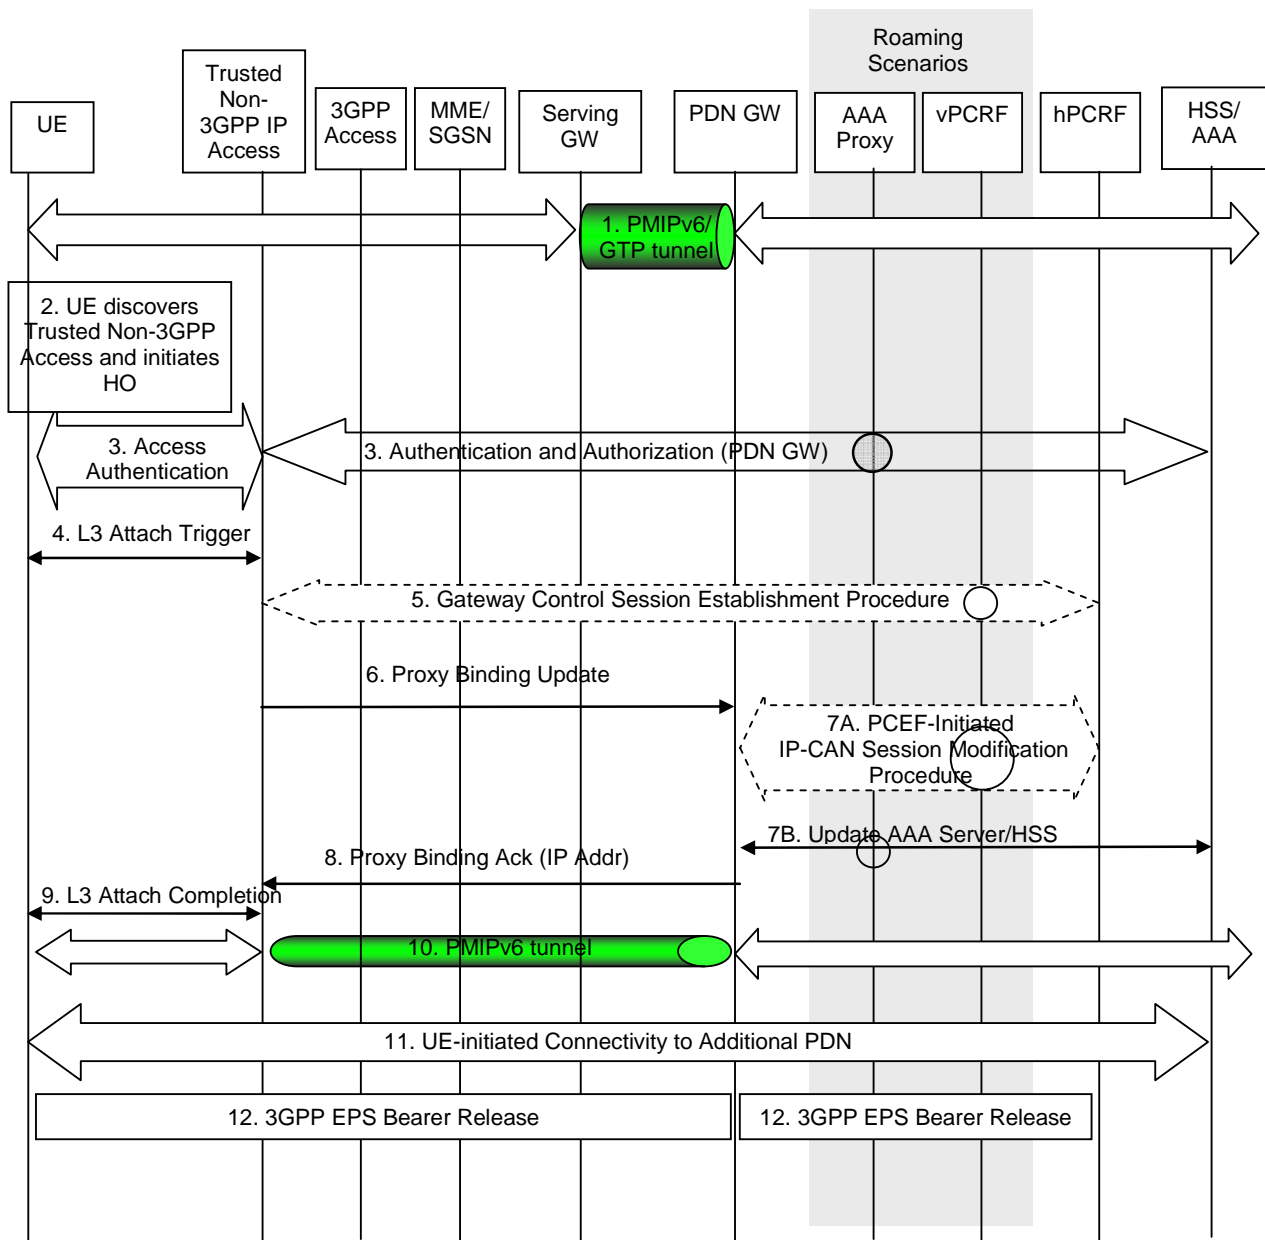 Roaming
Scenarios
UE
Trusted
Non-
3GPP IP
Access
3GPP
Access
MME/
SGSN
Serving
GW
PDN GW
AAA
Proxy
vPCRF
hPCRF
HSS/
AAA
1. PMIPv6/
GTP tunnel
2. UE discovers
Trusted Non-3GPP
Access and initiates
HO
3. Access
Authentication
3. Authentication and Authorization (PDN GW)
4. L3 Attach Trigger
5. Gateway Control Session Establishment Procedure
6. Proxy Binding Update
7A. PCEF-Initiated
IP-CAN Session Modification
Procedure
7B. Update AAA Server/HSS
8. Proxy Binding Ack (IP Addr)
9. L3 Attach Completion
10. PMIPv6 tunnel
11. UE-initiated Connectivity to Additional PDN
12. 3GPP EPS Bearer Release
12. 3GPP EPS Bearer Release